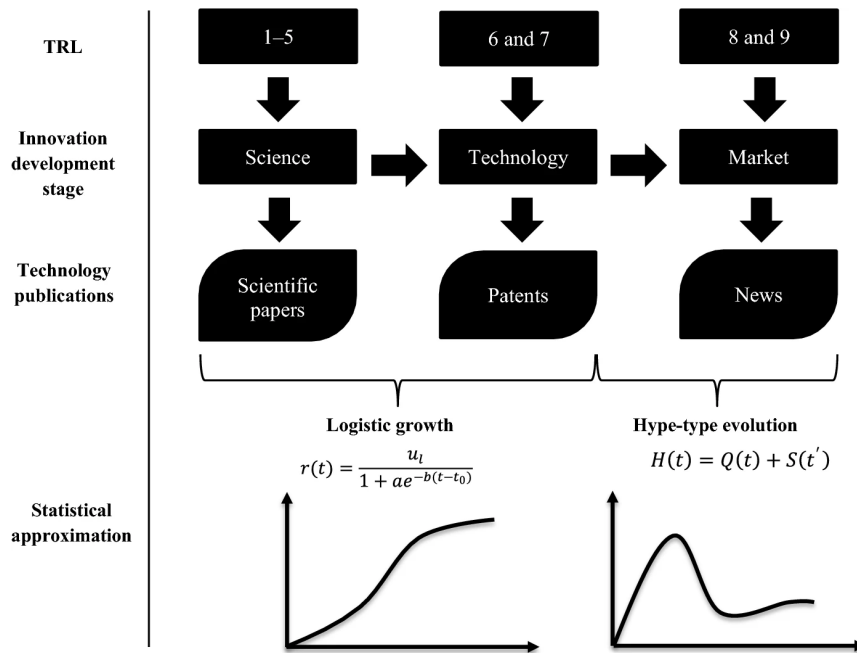 TRL
1–5
6 and 7
8 and 9
Innovation
development
stage
Science
Technology
Market
Technology
publications
Scientific
papers
Patents
News
Logistic growth
Hype-type evolution
r(t) = u_l / (1 + ae^{−b(t−t_0)})
H(t) = Q(t) + S(t′)
Statistical
approximation